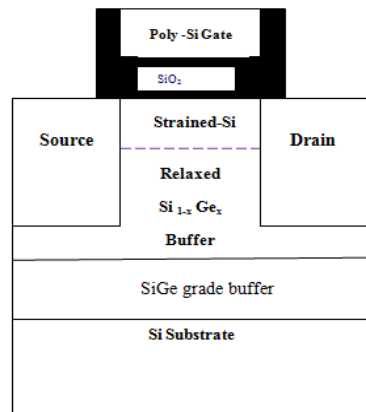 Poly -Si Gate
SiO₂
Strained-Si
Source
Drain
Relaxed
Si ₁₋ₓ Geₓ
Buffer
SiGe grade buffer
Si Substrate